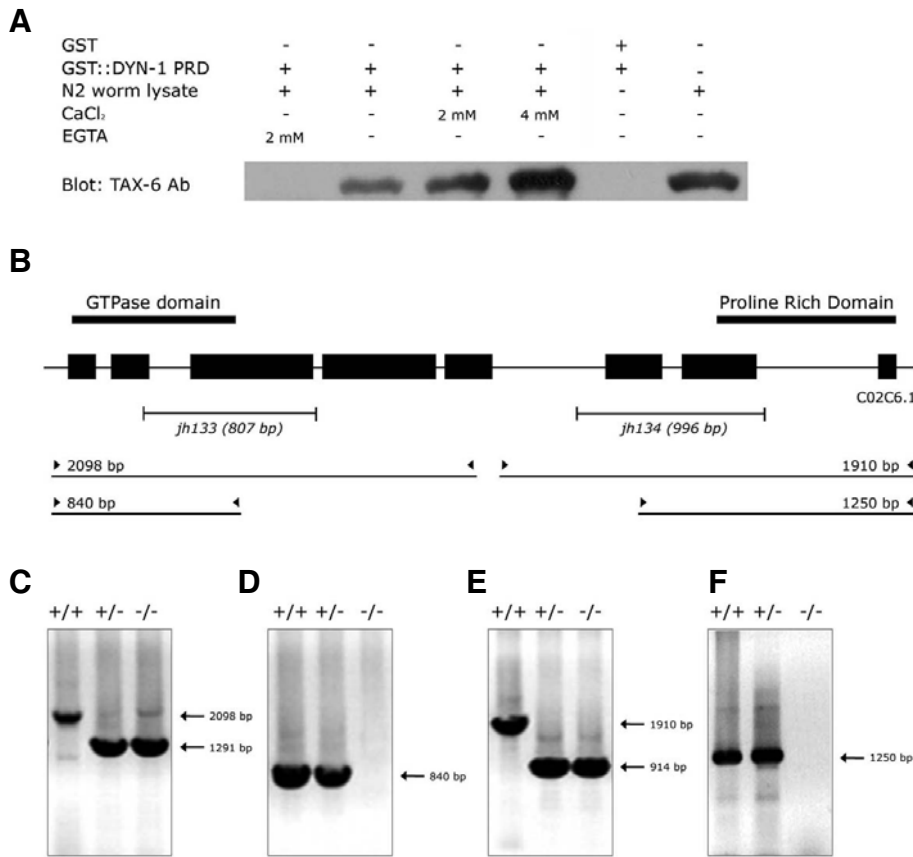 A
GST - - - - + -
GST::DYN-1 PRD + + + + + -
N2 worm lysate + + + + - +
CaCl₂ - - 2 mM 4 mM - -
EGTA 2 mM - - - - -
Blot: TAX-6 Ab
B
GTPase domain
Proline Rich Domain
C02C6.1
jh133 (807 bp)
jh134 (996 bp)
2098 bp
1910 bp
840 bp
1250 bp
C
+/+ +/- -/-
2098 bp
1291 bp
D
+/+ +/- -/-
840 bp
E
+/+ +/- -/-
1910 bp
914 bp
F
+/+ +/- -/-
1250 bp